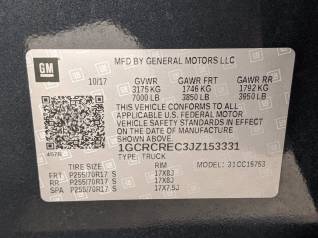 GM
MFD BY GENERAL MOTORS LLC
10/17 GVWR GAWR FRT GAWR RR
3175 KG 1746 KG 1792 KG
7000 LB 3850 LB 3950 LB
THIS VEHICLE CONFORMS TO ALL
APPLICABLE U.S. FEDERAL MOTOR
VEHICLE SAFETY STANDARDS IN
EFFECT ON THE DATE OF MANUFACTURE
SHOWN ABOVE.
1GCRCREC3JZ153331
TYPE: TRUCK
TIRE SIZE RIM MODEL: 31CC15753
FRT P255/70R17 S 17X8J
RR P255/70R17 S 17X8J
17X7.5J